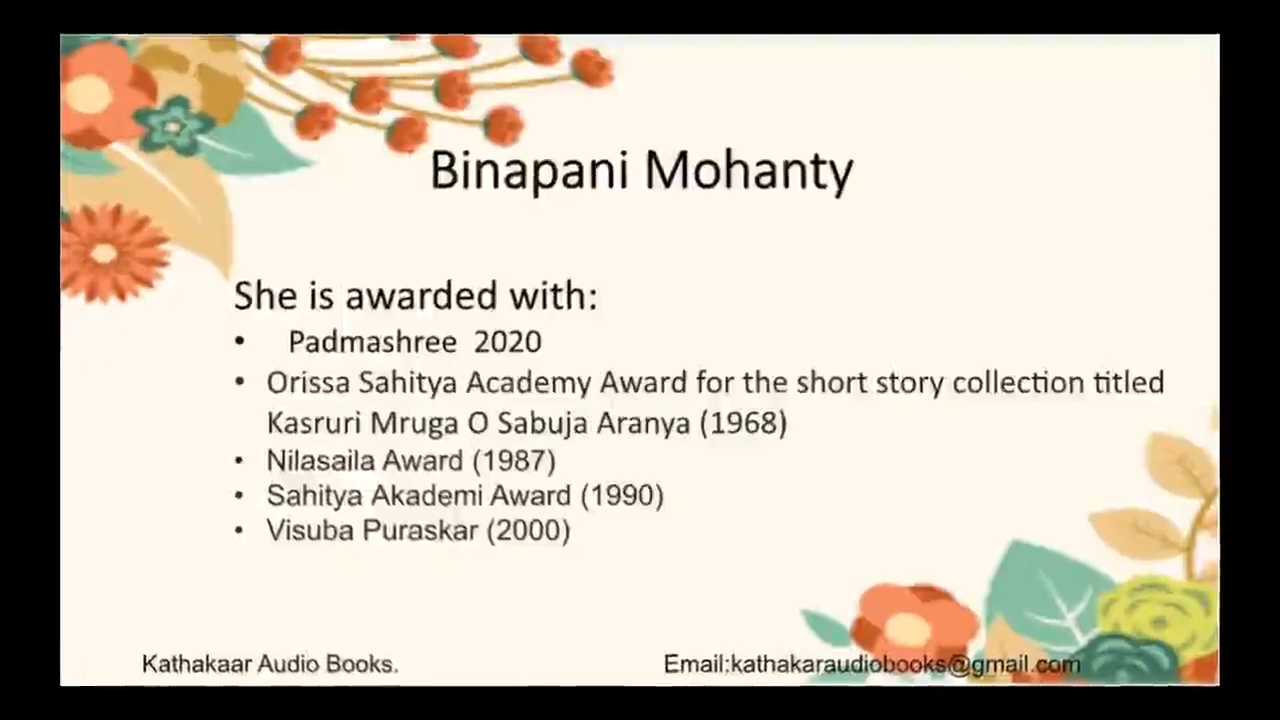 Binapani Mohanty
She is awarded with:
• Padmashree 2020
• Orissa Sahitya Academy Award for the short story collection titled
Kasruri Mruga O Sabuja Aranya (1968)
• Nilasaila Award (1987)
• Sahitya Akademi Award (1990)
• Visuba Puraskar (2000)
Kathakaar Audio Books.
Email:kathakaraudiobooks@gmail.com